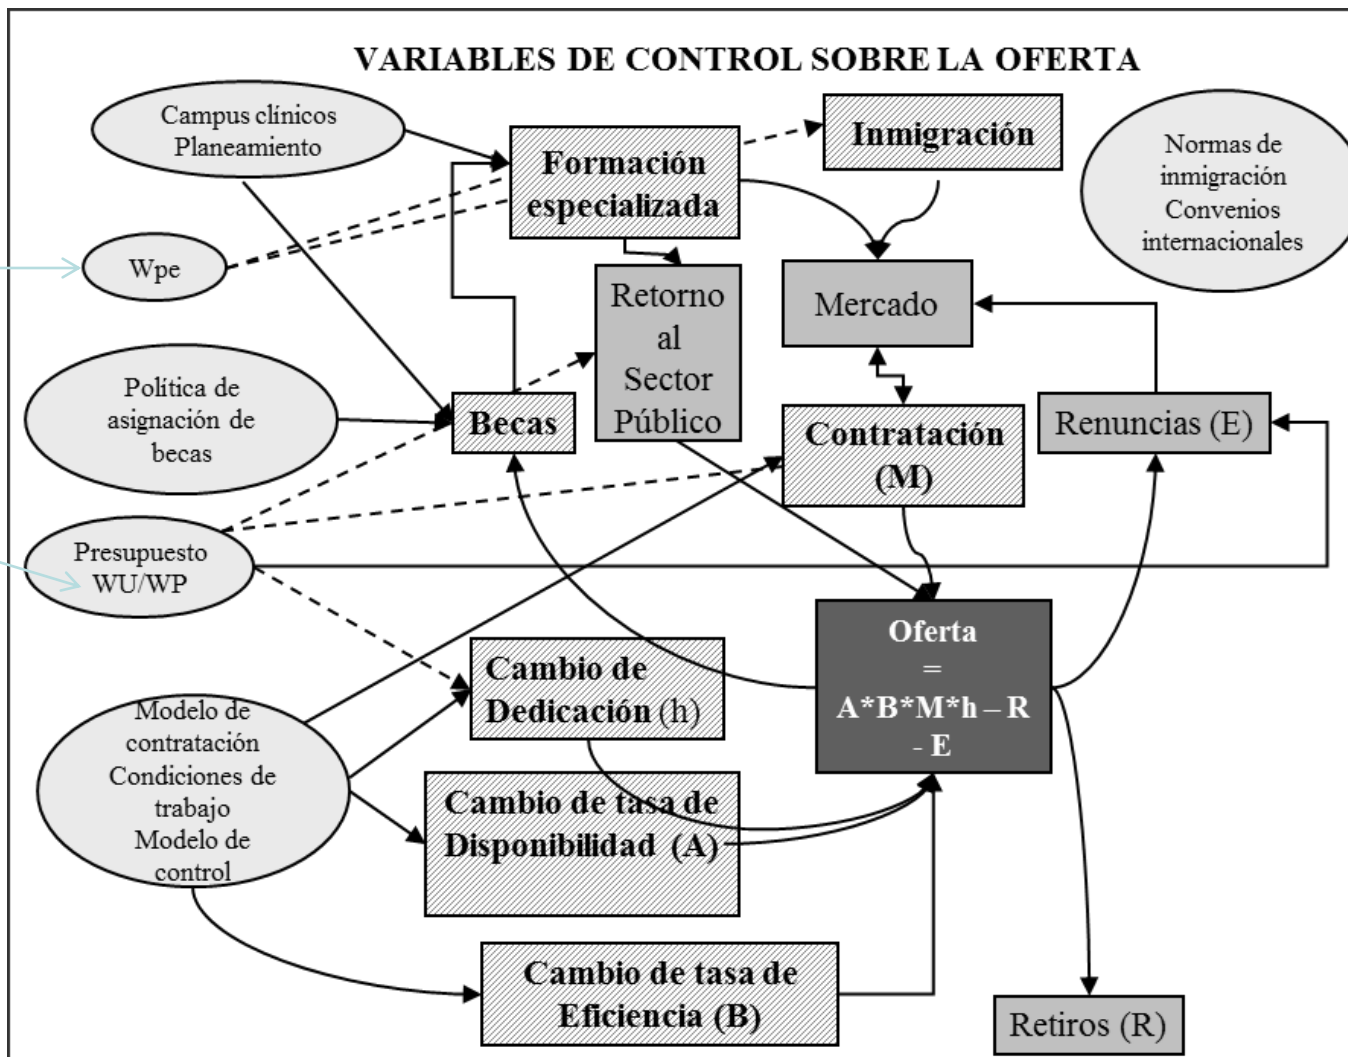 VARIABLES DE CONTROL SOBRE LA OFERTA
Campus clínicos
Planeamiento
Formación
especializada
Inmigración
Normas de
inmigración
Convenios
internacionales
Wpe
Retorno
al
Sector
Público
Mercado
Política de
asignación de
becas
Becas
Contratación
(M)
Renuncias (E)
Presupuesto
WU/WP
Oferta
=
A*B*M*h – R
- E
Cambio de
Dedicación (h)
Modelo de
contratación
Condiciones de
trabajo
Modelo de
control
Cambio de tasa de
Disponibilidad (A)
Cambio de tasa de
Eficiencia (B)
Retiros (R)